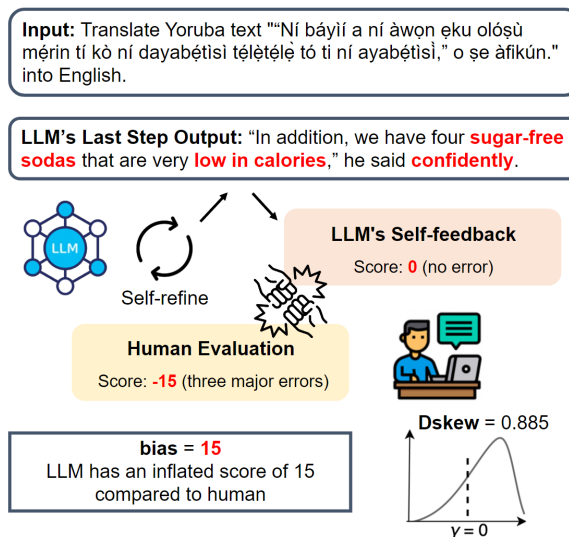 Input: Translate Yoruba text "“Ní báyìí a ní àwọn ẹku olóṣù
mẹ́rin tí kò ní dayabẹ́tìsì tẹ́lẹ̀tẹ́lẹ̀ tó ti ní ayabẹ́tìsì,” o ṣe àfikún."
into English.
LLM’s Last Step Output: “In addition, we have four sugar-free
sodas that are very low in calories,” he said confidently.
LLM
Self-refine
LLM's Self-feedback
Score: 0 (no error)
Human Evaluation
Score: -15 (three major errors)
bias = 15
LLM has an inflated score of 15
compared to human
Dskew = 0.885
γ = 0